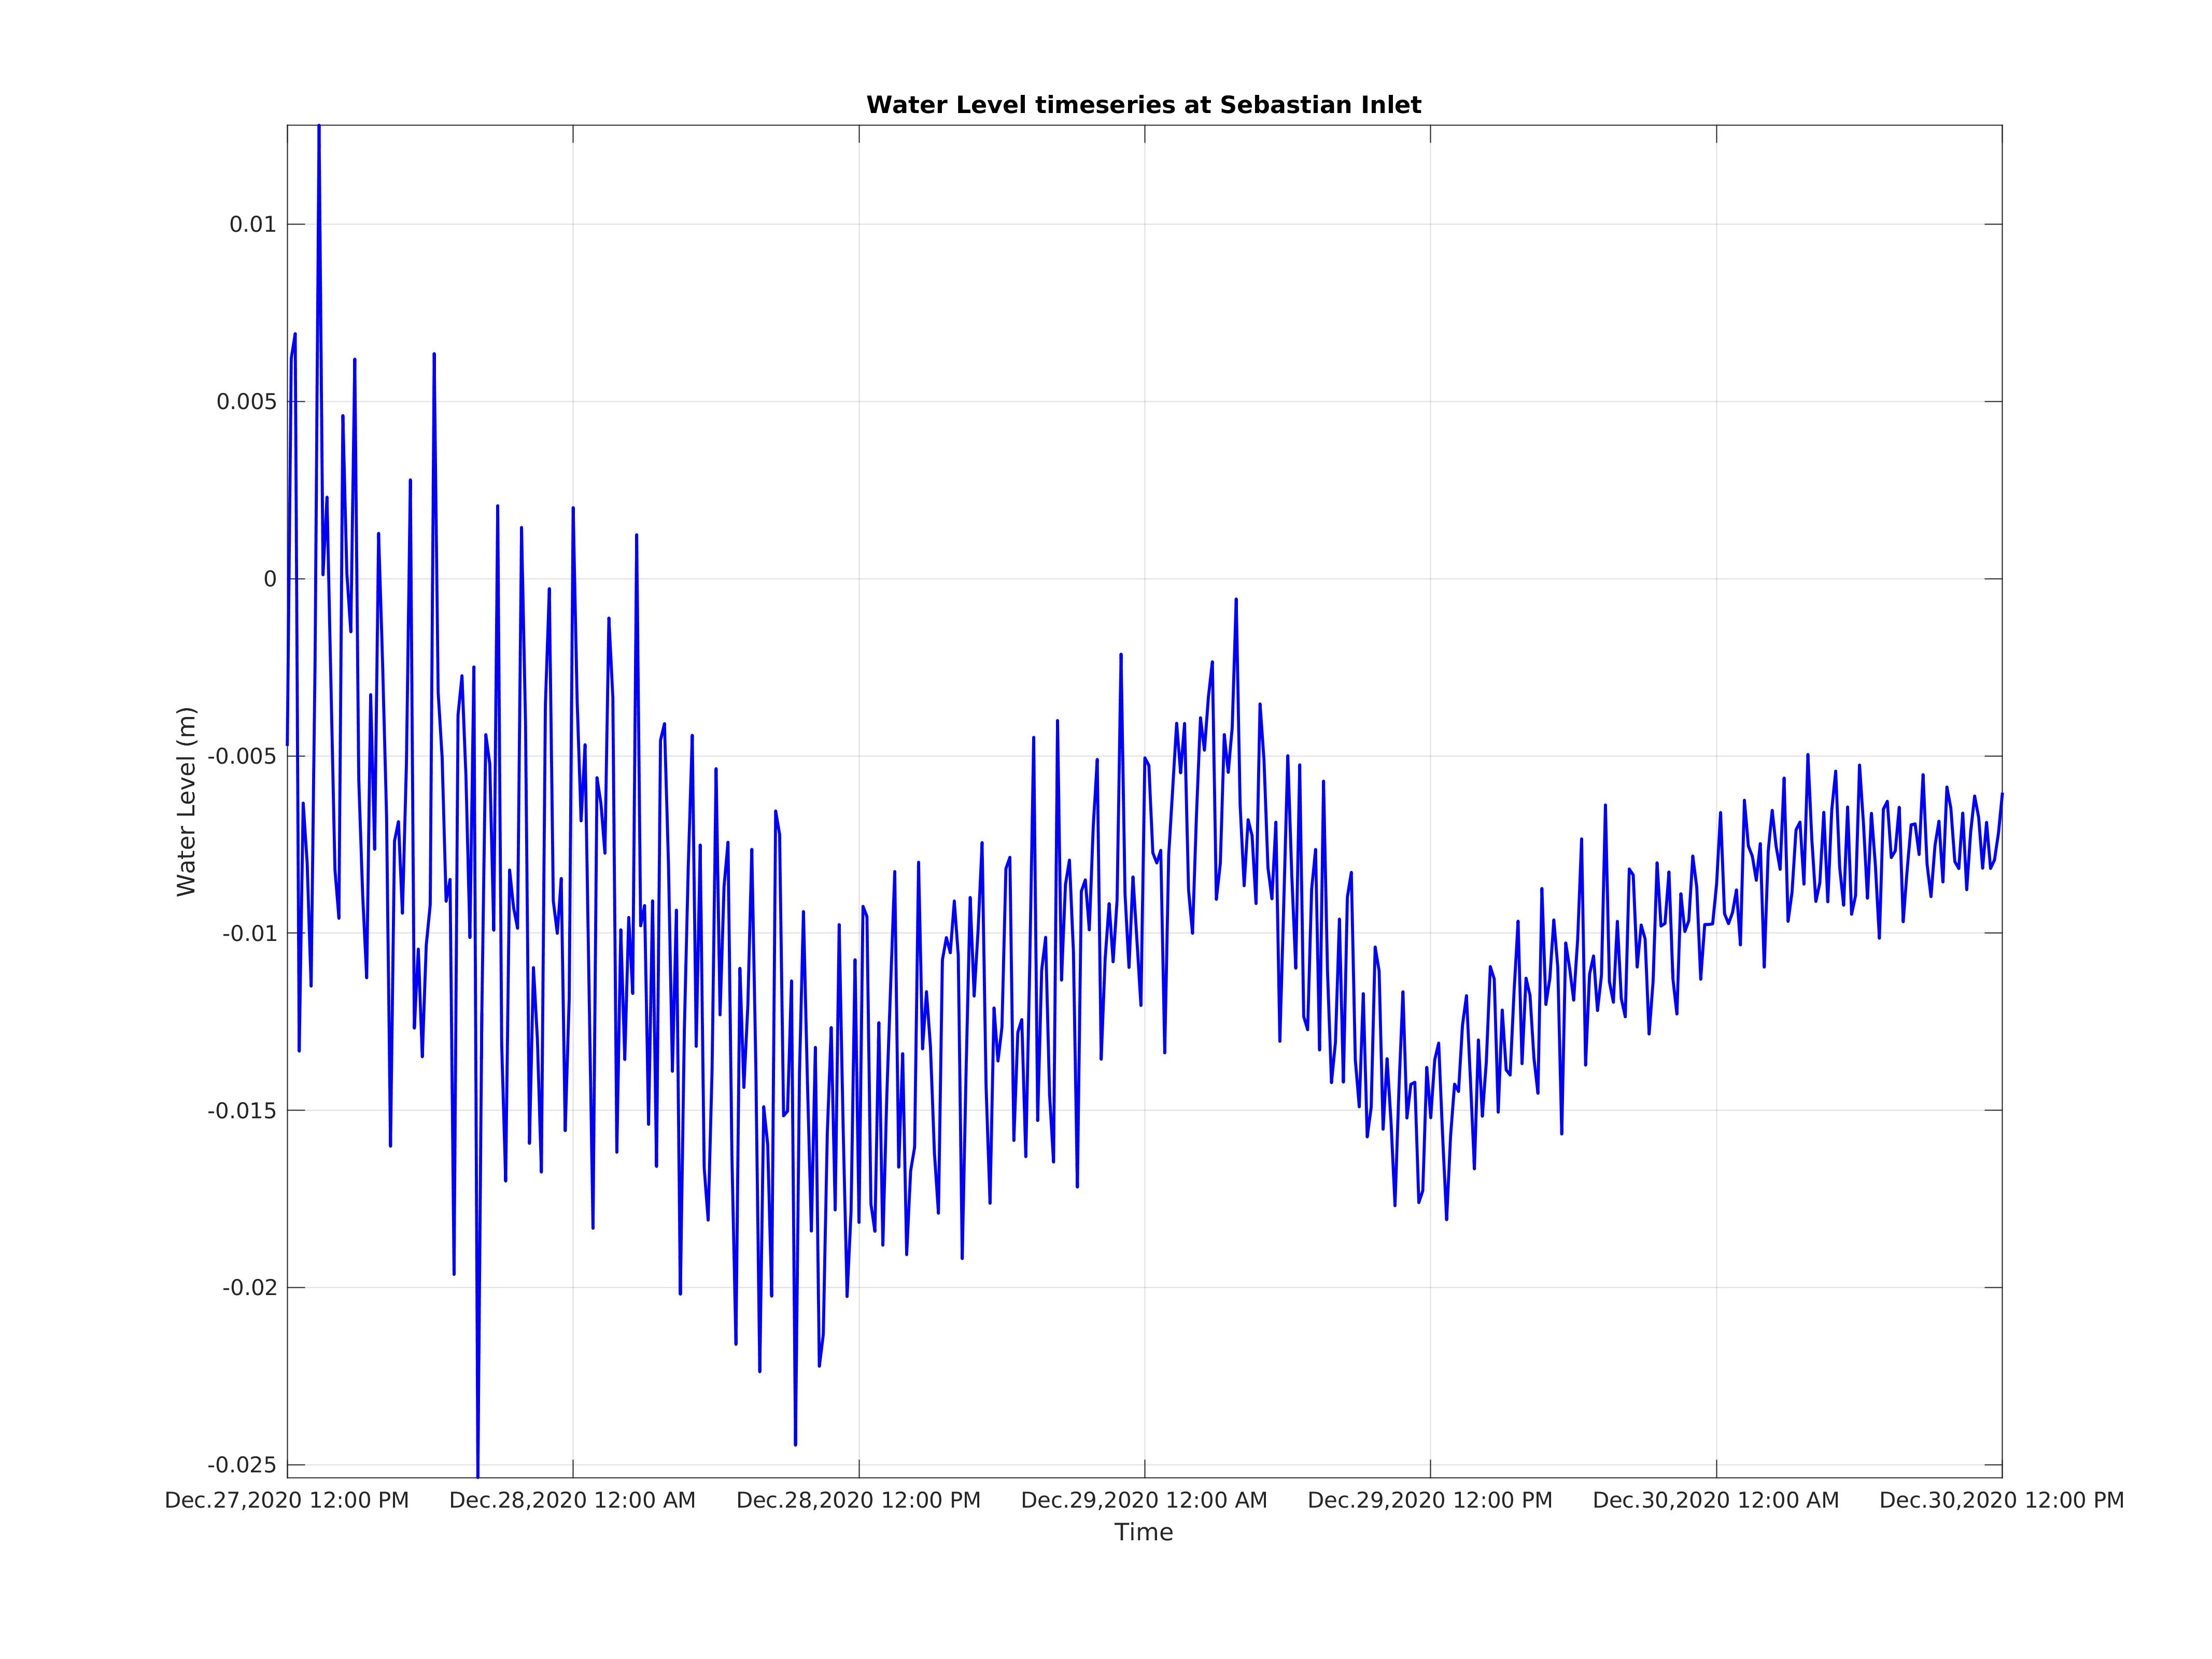 Water Level timeseries at Sebastian Inlet
0.01
0.005
0
-0.005
-0.01
-0.015
-0.02
-0.025
Water Level (m)
Dec.27,2020 12:00 PM
Dec.28,2020 12:00 AM
Dec.28,2020 12:00 PM
Dec.29,2020 12:00 AM
Dec.29,2020 12:00 PM
Dec.30,2020 12:00 AM
Dec.30,2020 12:00 PM
Time